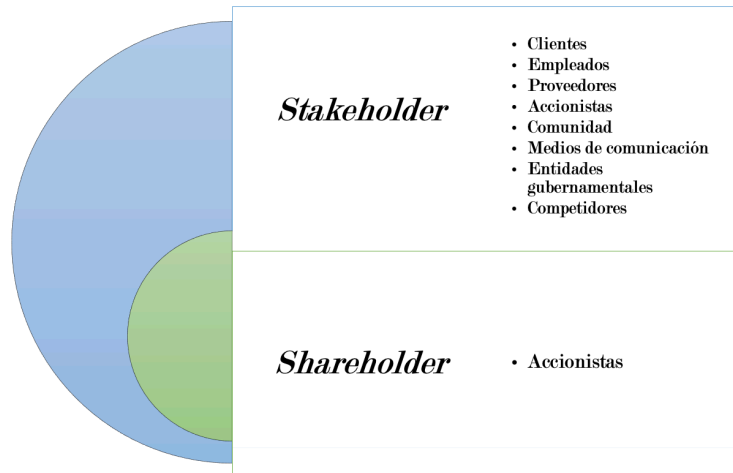 Stakeholder
• Clientes
• Empleados
• Proveedores
• Accionistas
• Comunidad
• Medios de comunicación
• Entidades
gubernamentales
• Competidores
Shareholder
• Accionistas